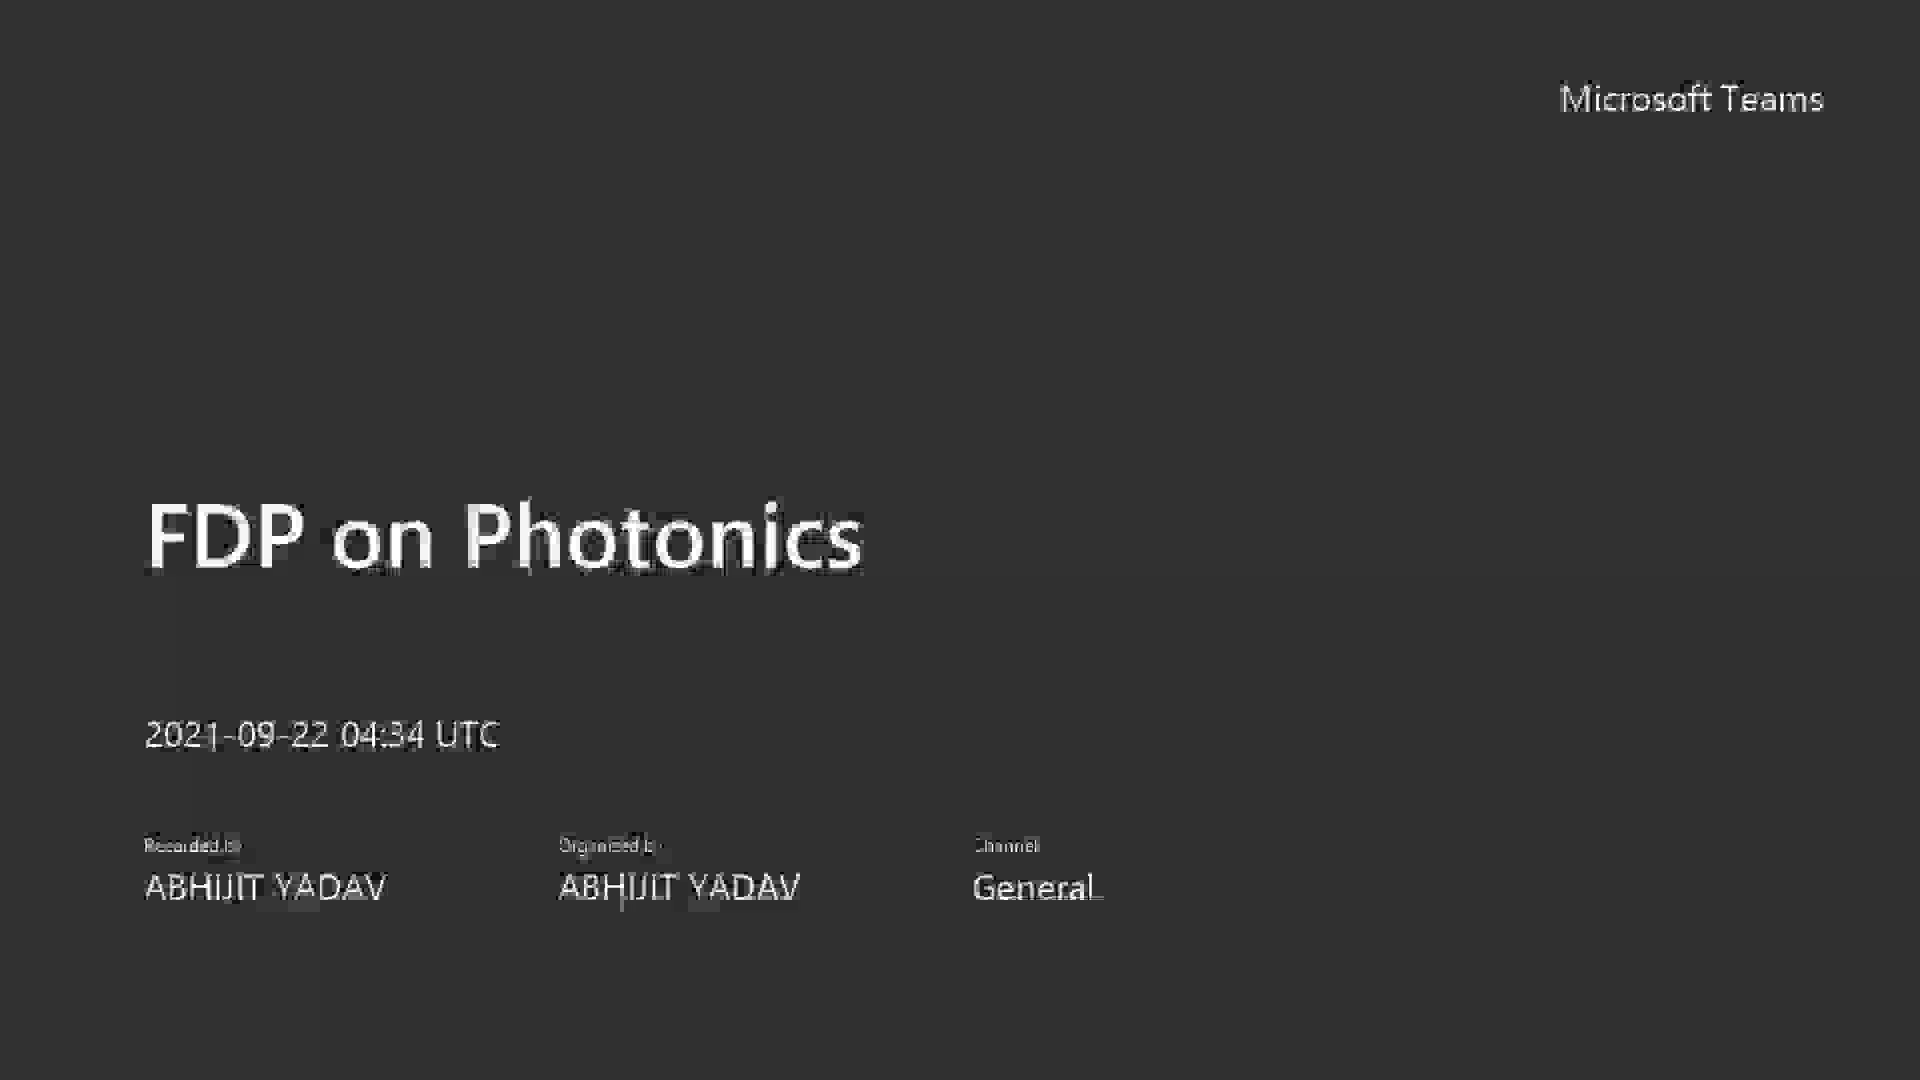 Microsoft Teams
FDP on Photonics
2021-09-22 04:34 UTC
Recorded by
Organized by
Channel
ABHIJIT YADAV
ABHIJIT YADAV
General